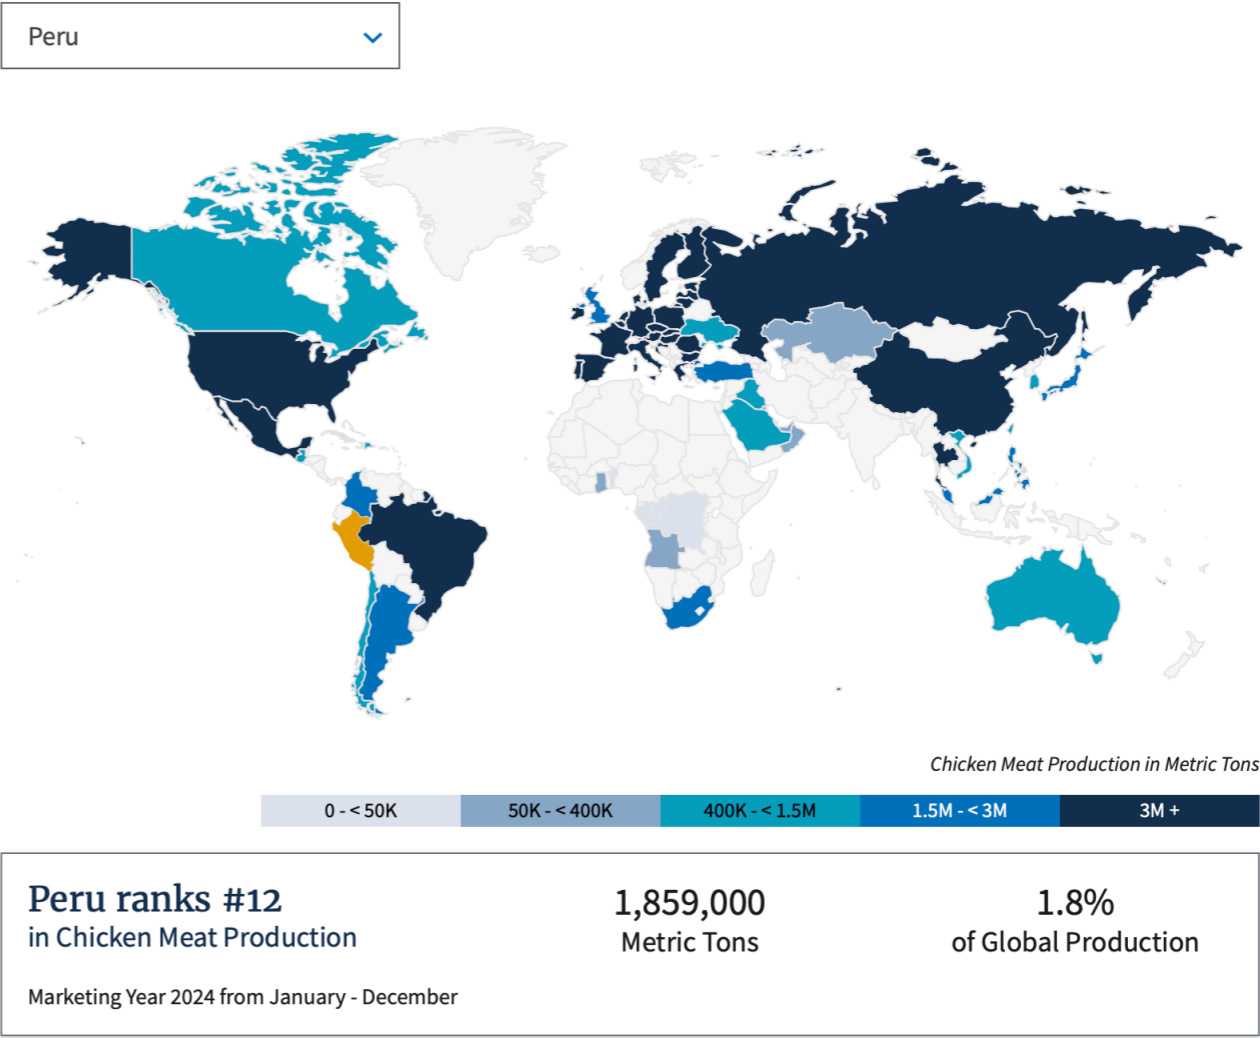 Peru
Chicken Meat Production in Metric Tons
0 - < 50K
50K - < 400K
400K - < 1.5M
1.5M - < 3M
3M +
Peru ranks #12
in Chicken Meat Production
1,859,000
Metric Tons
1.8%
of Global Production
Marketing Year 2024 from January - December